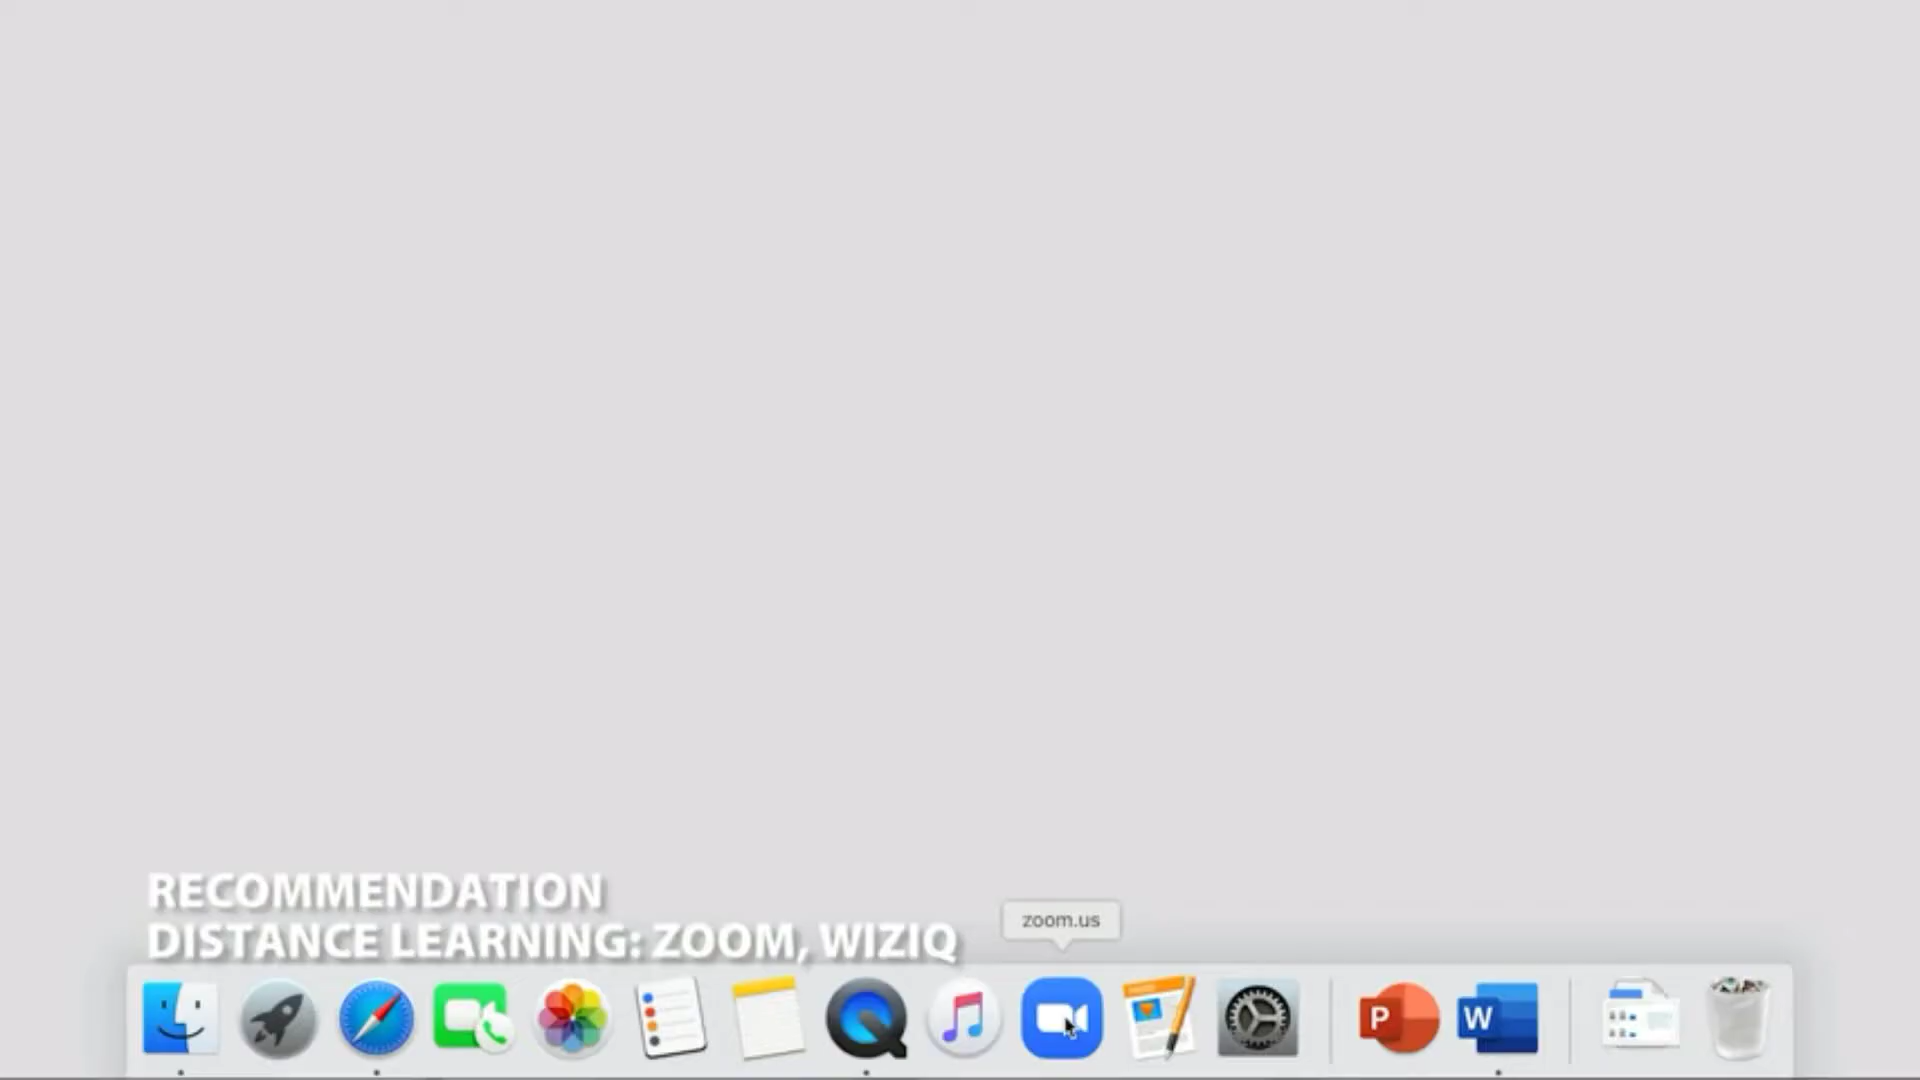 RECOMMENDATION
DISTANCE LEARNING: ZOOM, WIZIQ
zoom.us
P
W